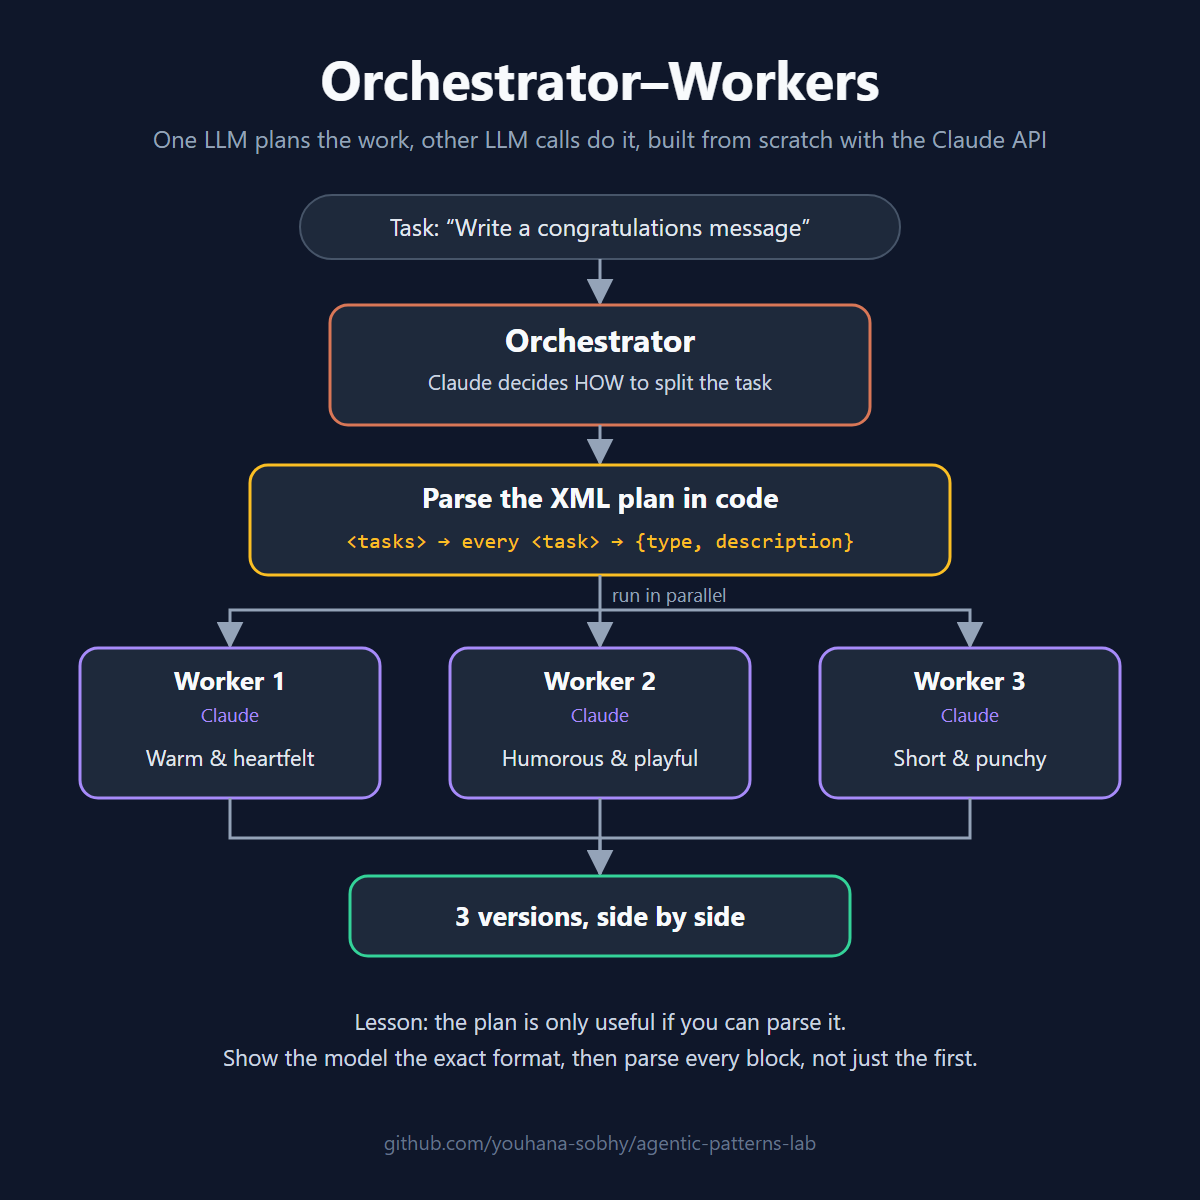 Orchestrator–Workers
One LLM plans the work, other LLM calls do it, built from scratch with the Claude API
Task: “Write a congratulations message”
Orchestrator
Claude decides HOW to split the task
Parse the XML plan in code
<tasks> → every <task> → {type, description}
run in parallel
Worker 1
Claude
Warm & heartfelt
Worker 2
Claude
Humorous & playful
Worker 3
Claude
Short & punchy
3 versions, side by side
Lesson: the plan is only useful if you can parse it.
Show the model the exact format, then parse every block, not just the first.
github.com/youhana-sobhy/agentic-patterns-lab